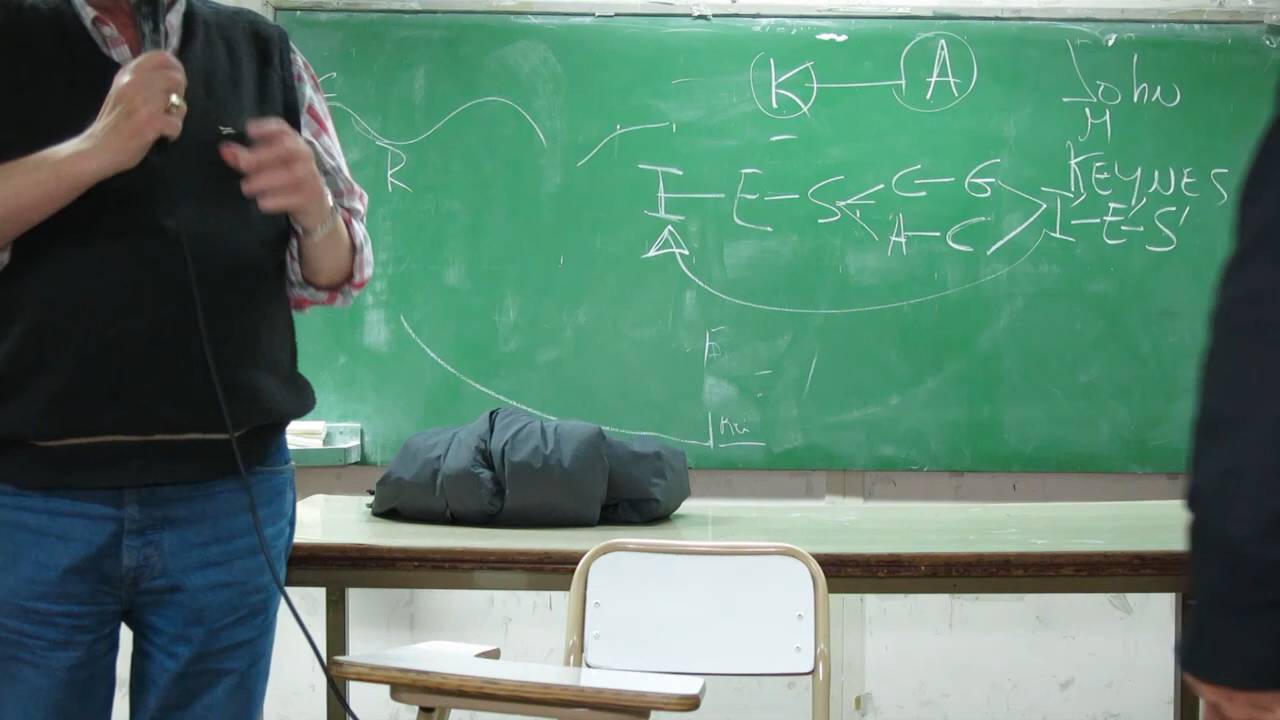 K — A
John
M
KEYNES
R
I — E — S < C — G
A — C > I — E' — S'